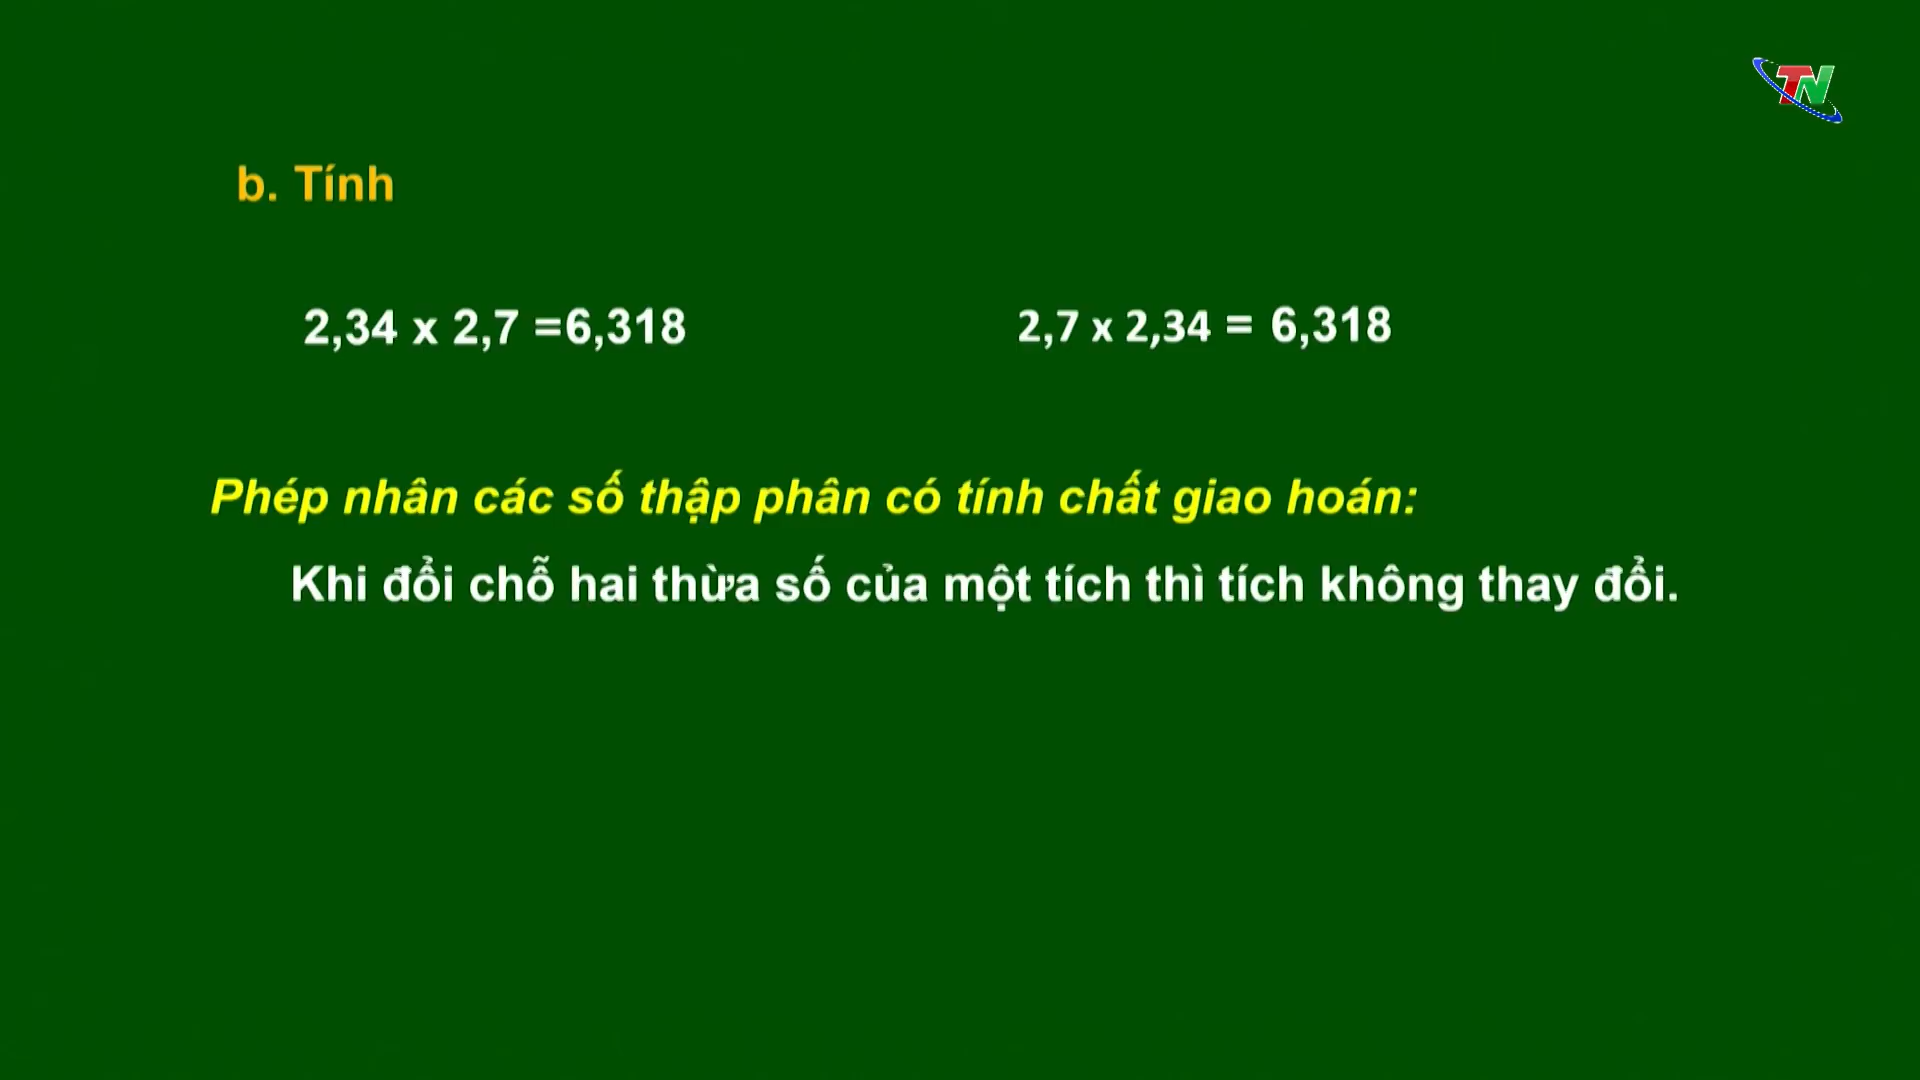 TN
b. Tính
2,34 x 2,7 =6,318
2,7 x 2,34 = 6,318
Phép nhân các số thập phân có tính chất giao hoán:
Khi đổi chỗ hai thừa số của một tích thì tích không thay đổi.